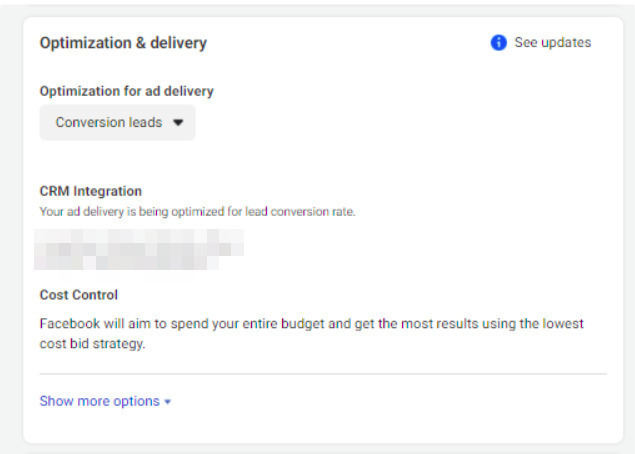 Optimization & delivery
See updates
Optimization for ad delivery
Conversion leads
CRM Integration
Your ad delivery is being optimized for lead conversion rate.
Cost Control
Facebook will aim to spend your entire budget and get the most results using the lowest
cost bid strategy.
Show more options